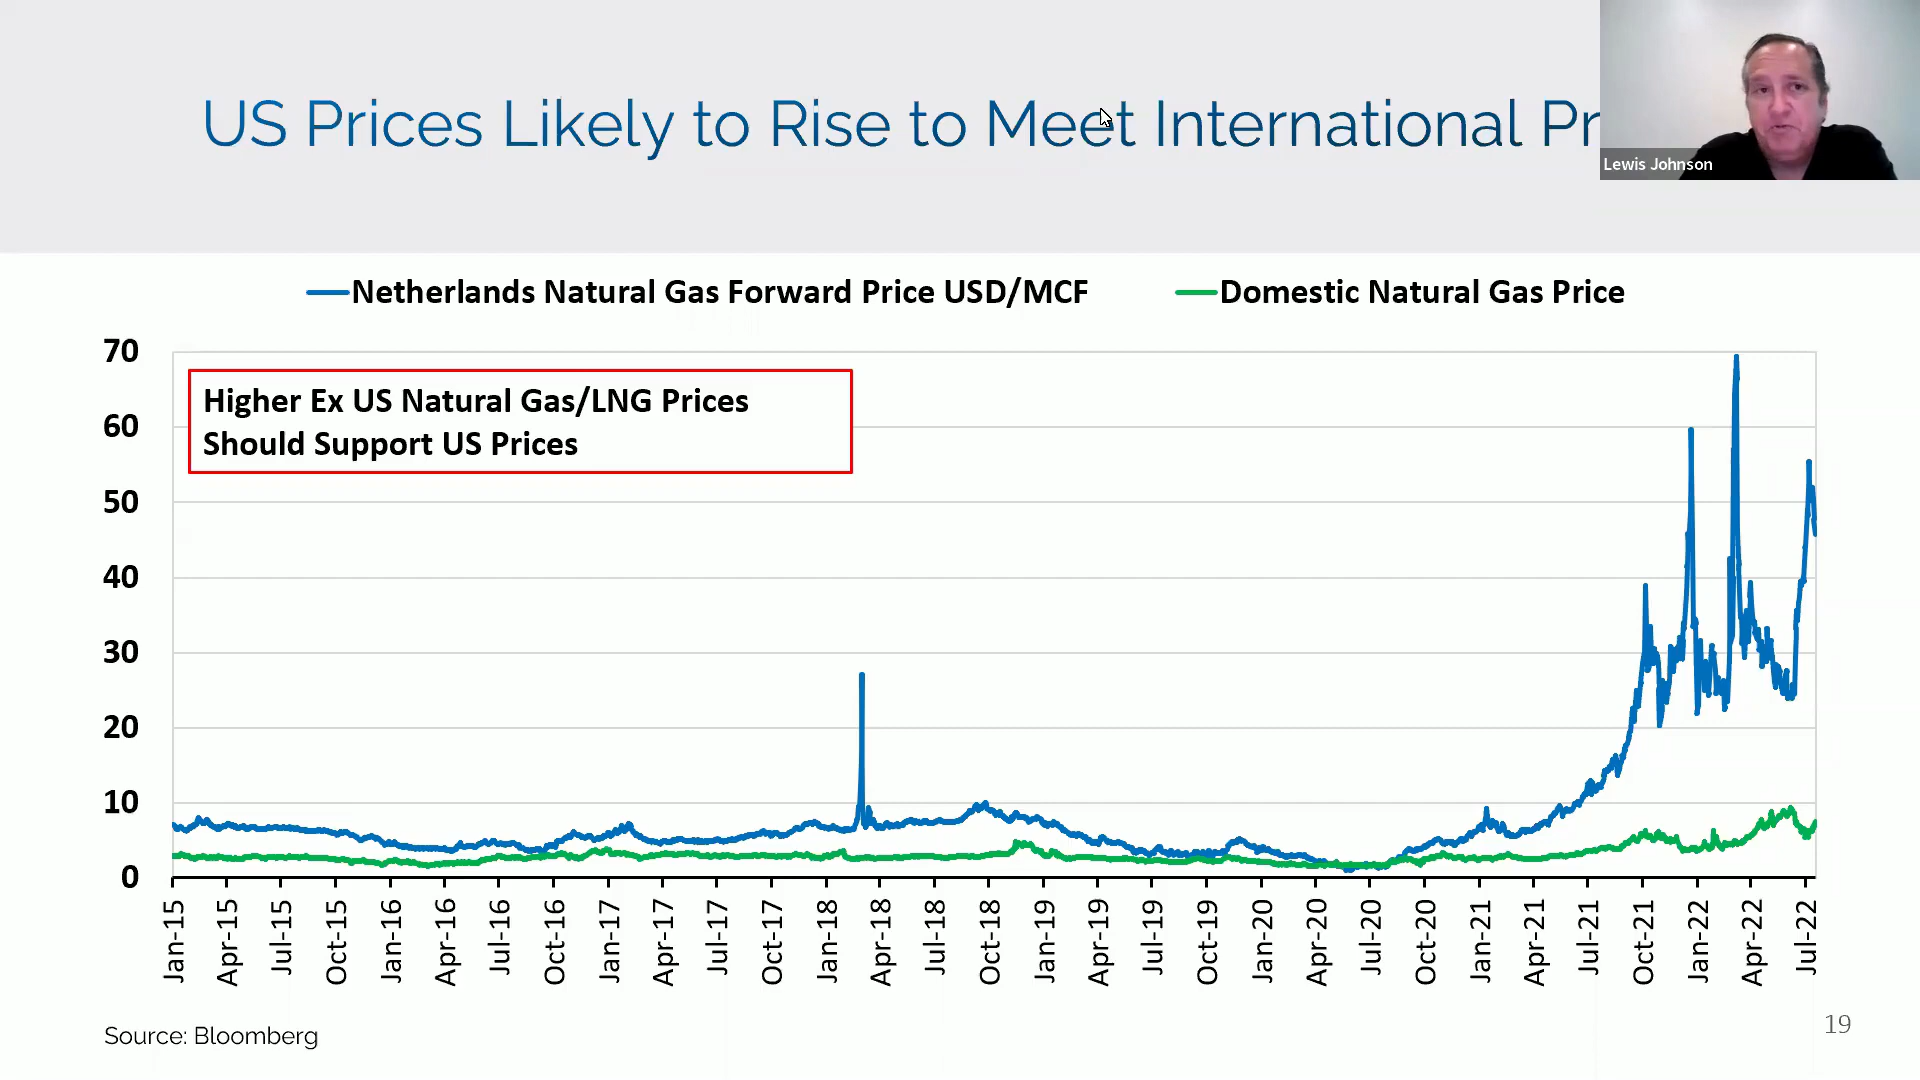 US Prices Likely to Rise to Meet International Pr
Lewis Johnson
Netherlands Natural Gas Forward Price USD/MCF
Domestic Natural Gas Price
Higher Ex US Natural Gas/LNG Prices
Should Support US Prices
70
60
50
40
30
20
10
0
Jan-15
Apr-15
Jul-15
Oct-15
Jan-16
Apr-16
Jul-16
Oct-16
Jan-17
Apr-17
Jul-17
Oct-17
Jan-18
Apr-18
Jul-18
Oct-18
Jan-19
Apr-19
Jul-19
Oct-19
Jan-20
Apr-20
Jul-20
Oct-20
Jan-21
Apr-21
Jul-21
Oct-21
Jan-22
Apr-22
Jul-22
Source: Bloomberg
19